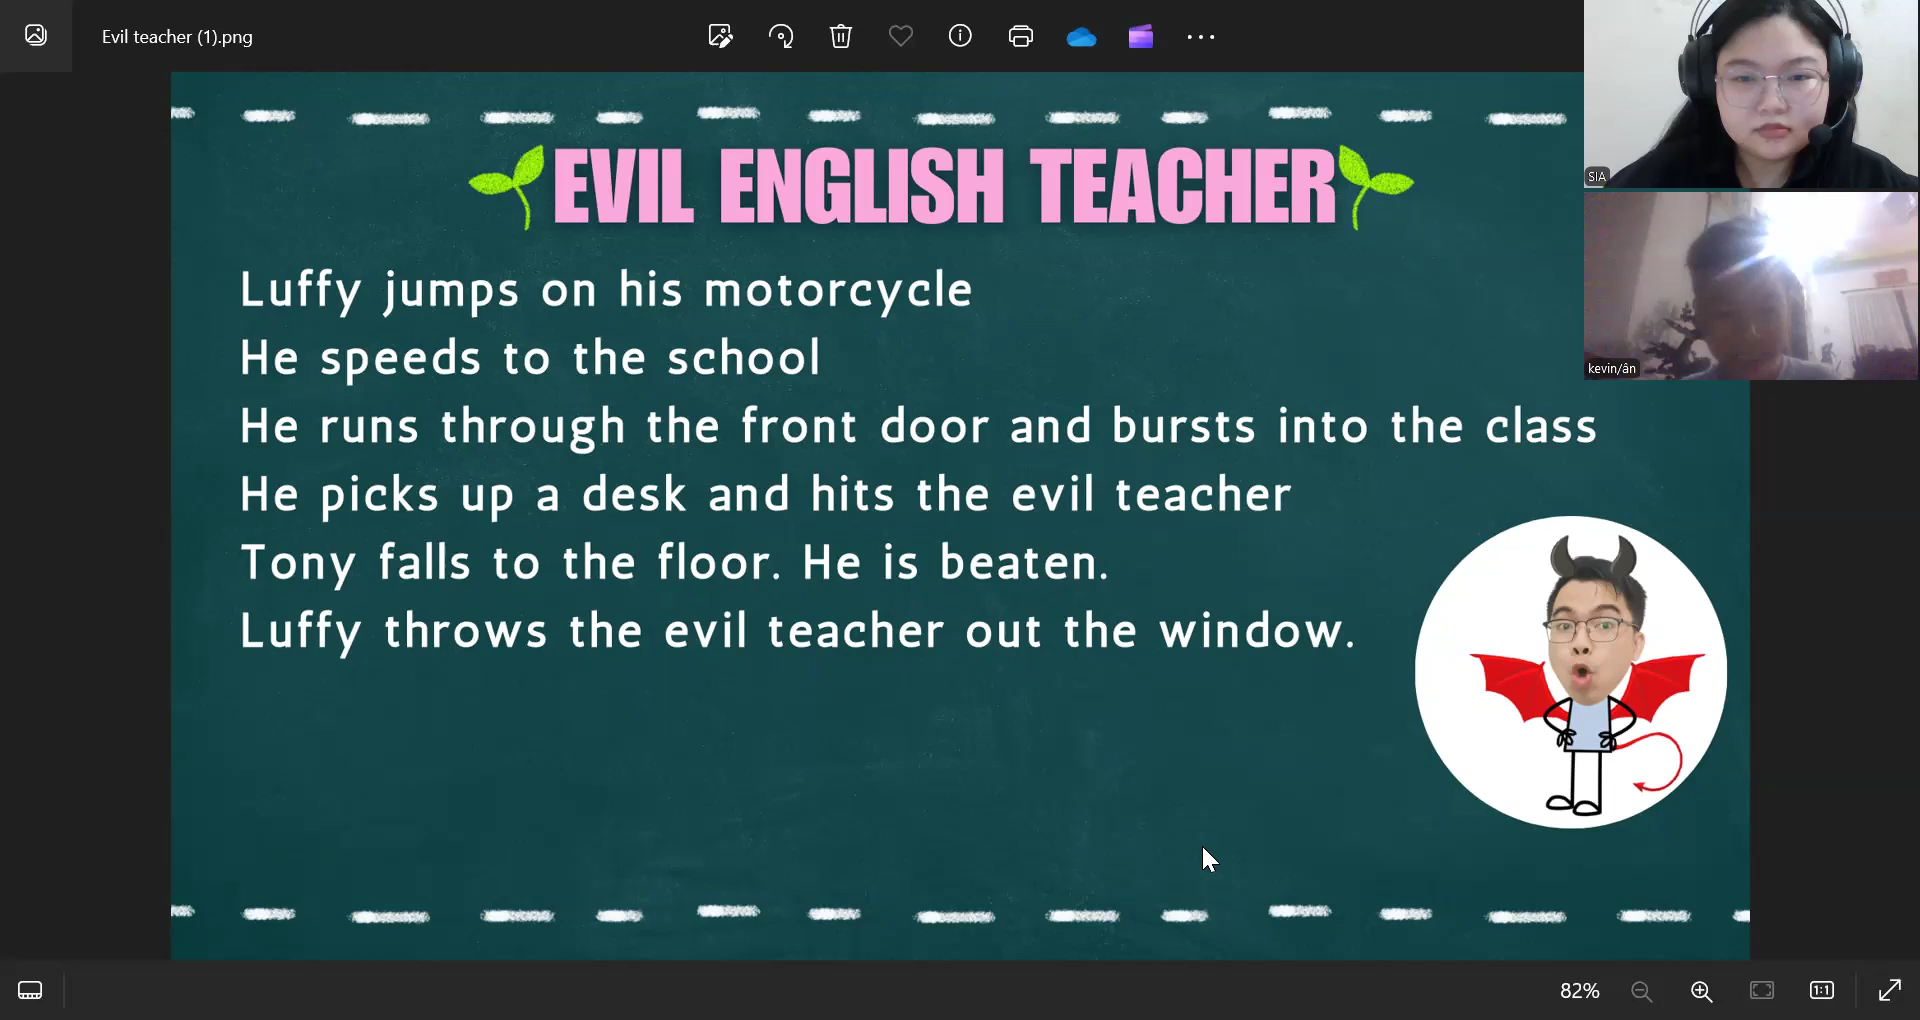 Evil teacher (1).png
SIA
kevin/ân
EVIL ENGLISH TEACHER
Luffy jumps on his motorcycle
He speeds to the school
He runs through the front door and bursts into the class
He picks up a desk and hits the evil teacher
Tony falls to the floor. He is beaten.
Luffy throws the evil teacher out the window.
82%
1:1